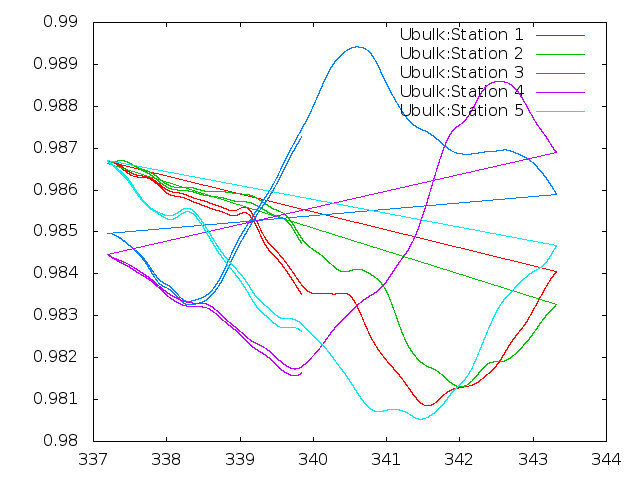 0.99
0.989
0.988
0.987
0.986
0.985
0.984
0.983
0.982
0.981
0.98
337 338 339 340 341 342 343 344
Ubulk:Station 1
Ubulk:Station 2
Ubulk:Station 3
Ubulk:Station 4
Ubulk:Station 5